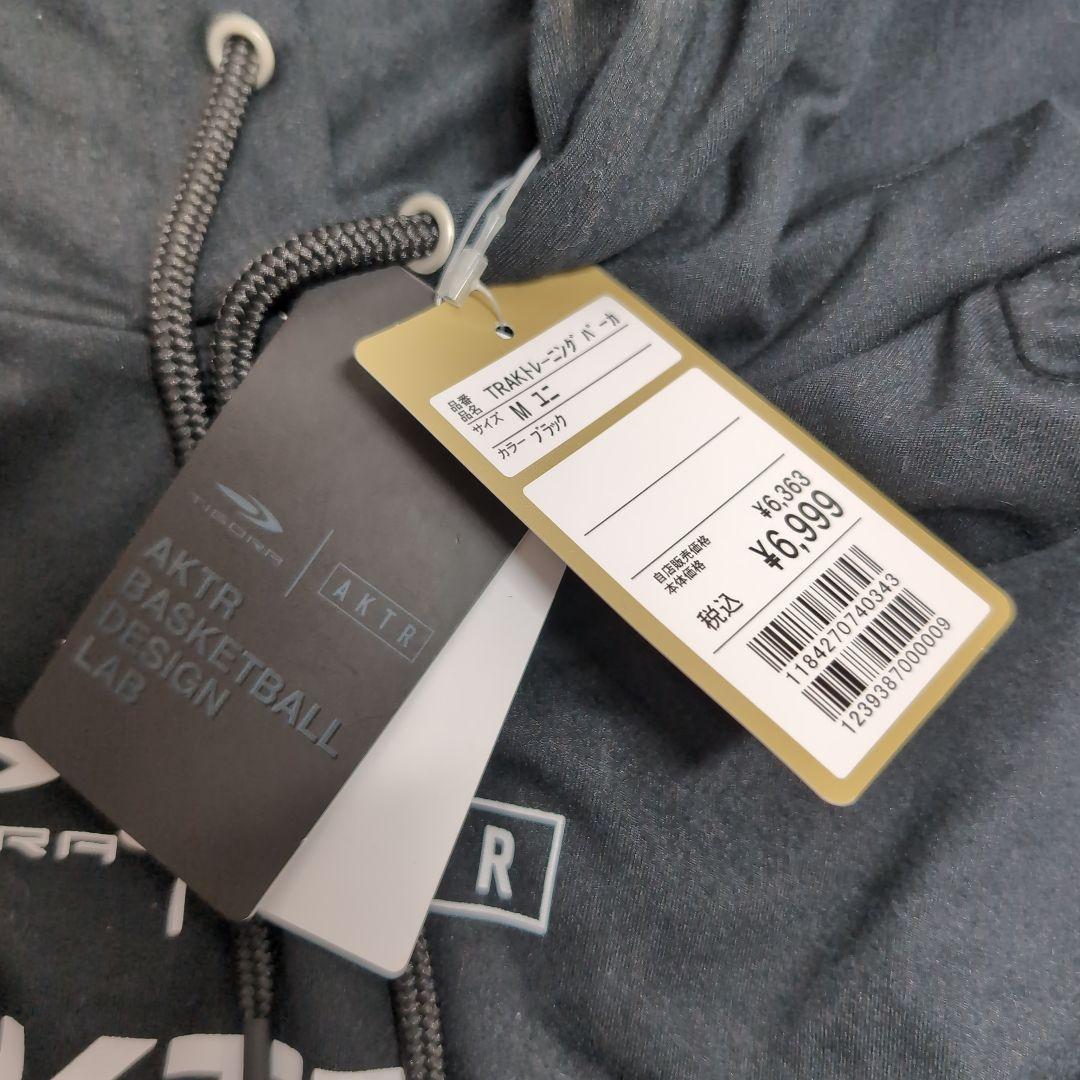 TIGORA
AKTR
AKTR
BASKETBALL
DESIGN
LAB
品番
品名 TRAKトレーニング パーカ
サイズ M ユニ
カラー ブラック
自店販売価格
本体価格 ¥6,363
税込 ¥6,999
1184270740343
1239387000009
R